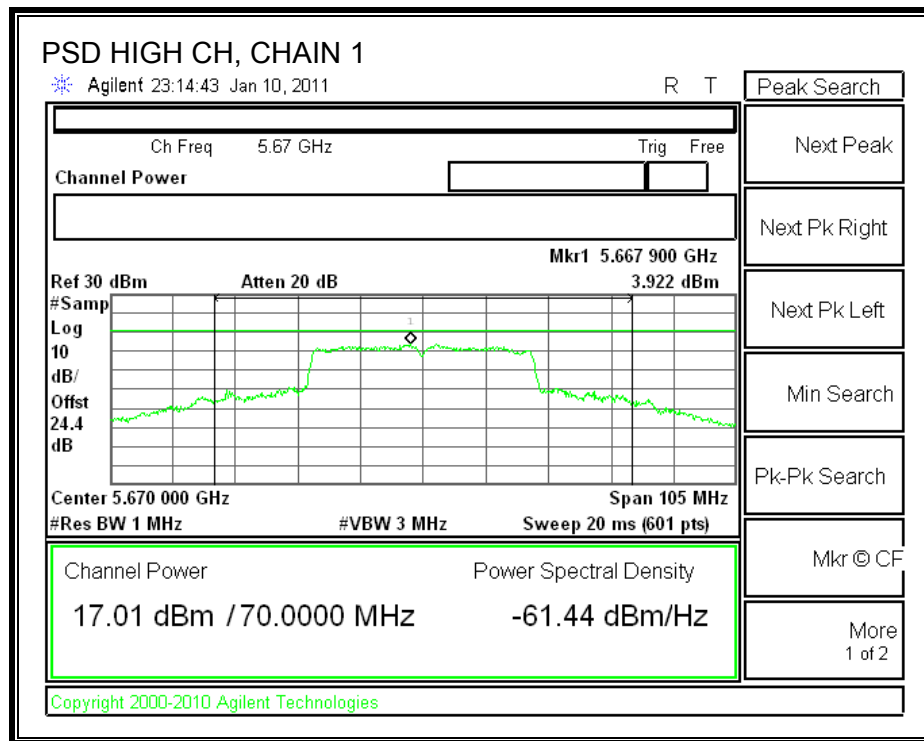 PSD HIGH CH, CHAIN 1
Agilent 23:14:43 Jan 10, 2011 R T
Peak Search
Ch Freq 5.67 GHz Trig Free
Channel Power
Next Peak
Next Pk Right
Mkr1 5.667 900 GHz
Ref 30 dBm Atten 20 dB 3.922 dBm
#Samp
Log
10
dB/
Offst
24.4
dB
1
Next Pk Left
Min Search
Pk-Pk Search
Center 5.670 000 GHz Span 105 MHz
#Res BW 1 MHz #VBW 3 MHz Sweep 20 ms (601 pts)
Channel Power Power Spectral Density
17.01 dBm / 70.0000 MHz -61.44 dBm/Hz
Mkr © CF
More
1 of 2
Copyright 2000-2010 Agilent Technologies